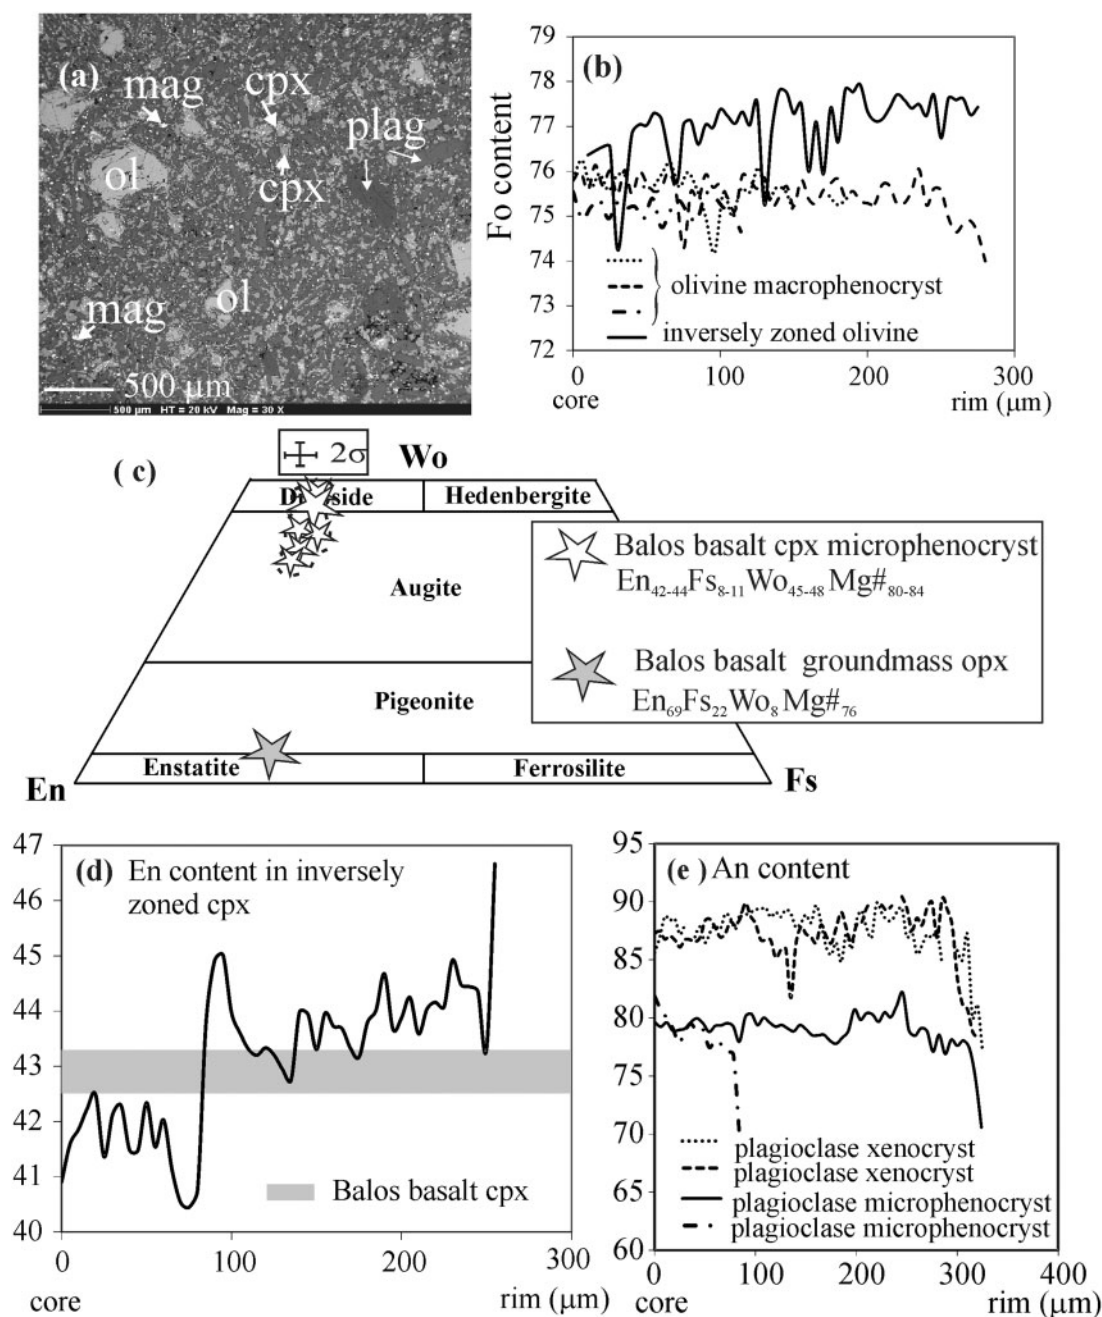 (a)
mag
cpx
plag
ol
cpx
ol
mag
500 μm
500 μm HT = 20 kV Mag = 30 X
(b)
Fo content
79
78
77
76
75
74
73
72
olivine macrophenocryst
inversely zoned olivine
0
100
200
300
core
rim (μm)
(c)
2σ
Wo
Hedenbergite
Augite
Pigeonite
Enstatite
Ferrosilite
En
Fs
Balos basalt cpx microphenocryst
En42-44Fs8-11Wo45-48Mg#80-84
Balos basalt groundmass opx
En69Fs22Wo8Mg#76
(d) En content in inversely
zoned cpx
47
46
45
44
43
42
41
40
Balos basalt cpx
0
100
200
300
core
rim (μm)
(e) An content
95
90
85
80
75
70
65
60
plagioclase xenocryst
plagioclase xenocryst
plagioclase microphenocryst
plagioclase microphenocryst
0
100
200
300
400
core
rim (μm)